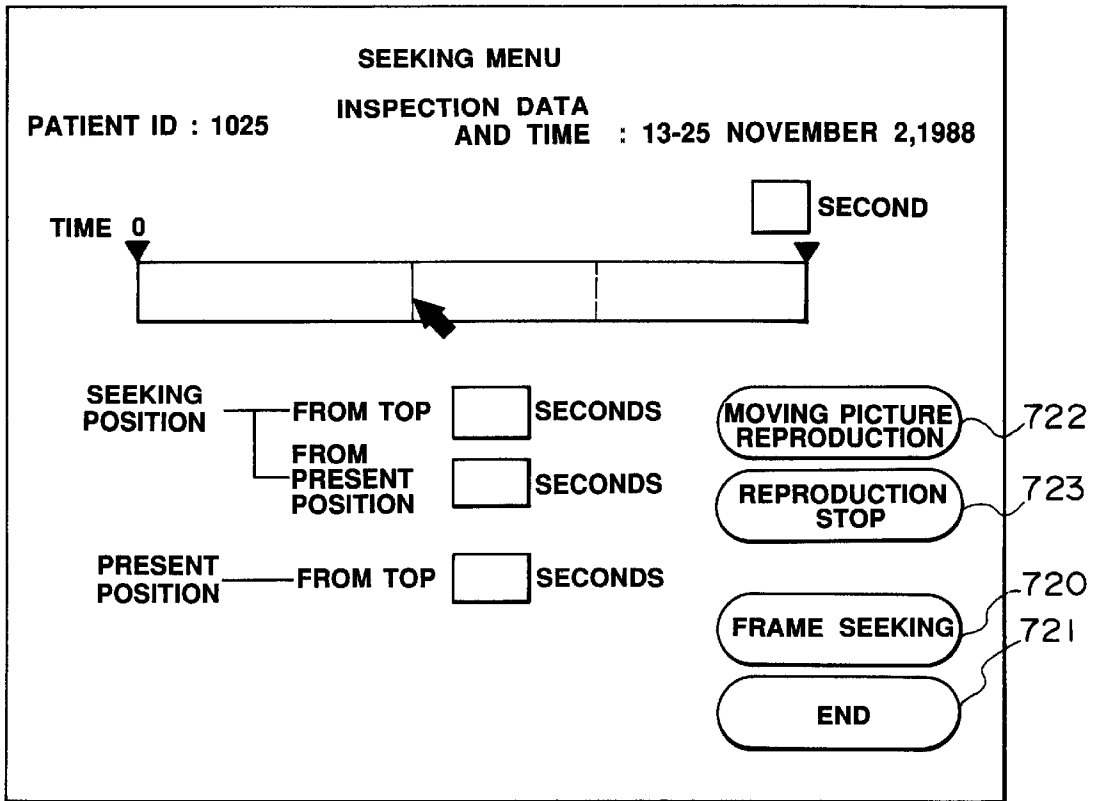 SEEKING MENU
PATIENT ID : 1025
INSPECTION DATA
AND TIME : 13-25 NOVEMBER 2,1988
SECOND
TIME 0
SEEKING
POSITION
FROM TOP
SECONDS
FROM
PRESENT
POSITION
SECONDS
PRESENT
POSITION
FROM TOP
SECONDS
MOVING PICTURE
REPRODUCTION
722
REPRODUCTION
STOP
723
FRAME SEEKING
720
END
721